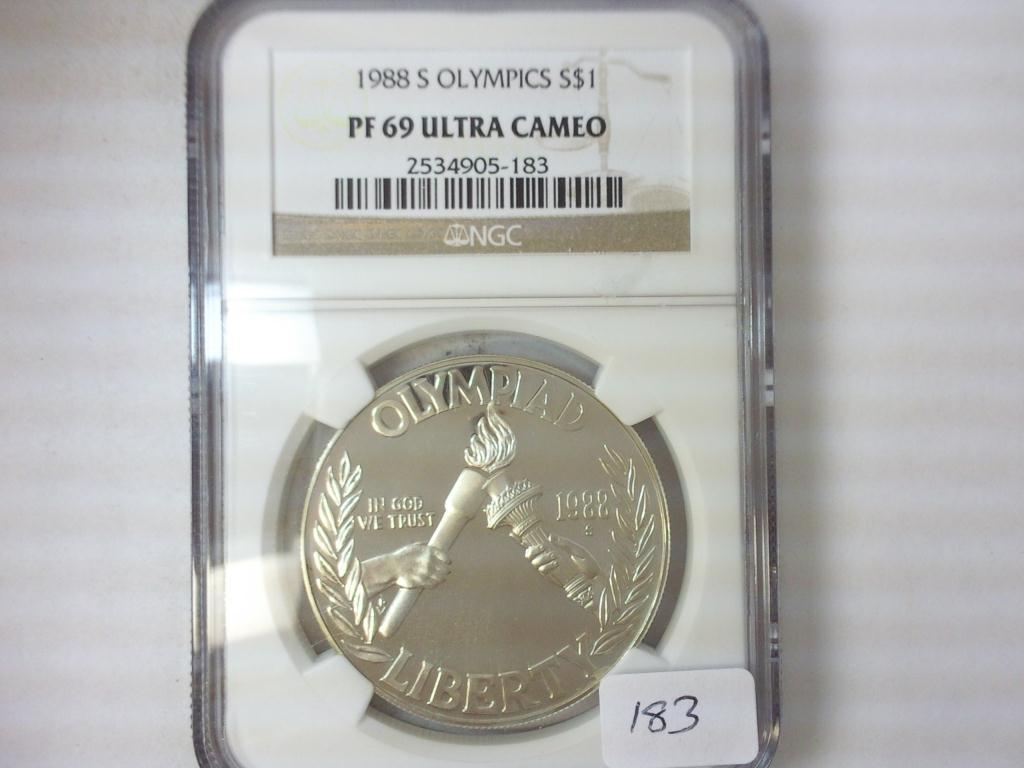 1988 S OLYMPICS S$1
PF 69 ULTRA CAMEO
2534905-183
NGC
OLYMPIAD
IN GOD
WE TRUST
1988
S
LIBERTY
183